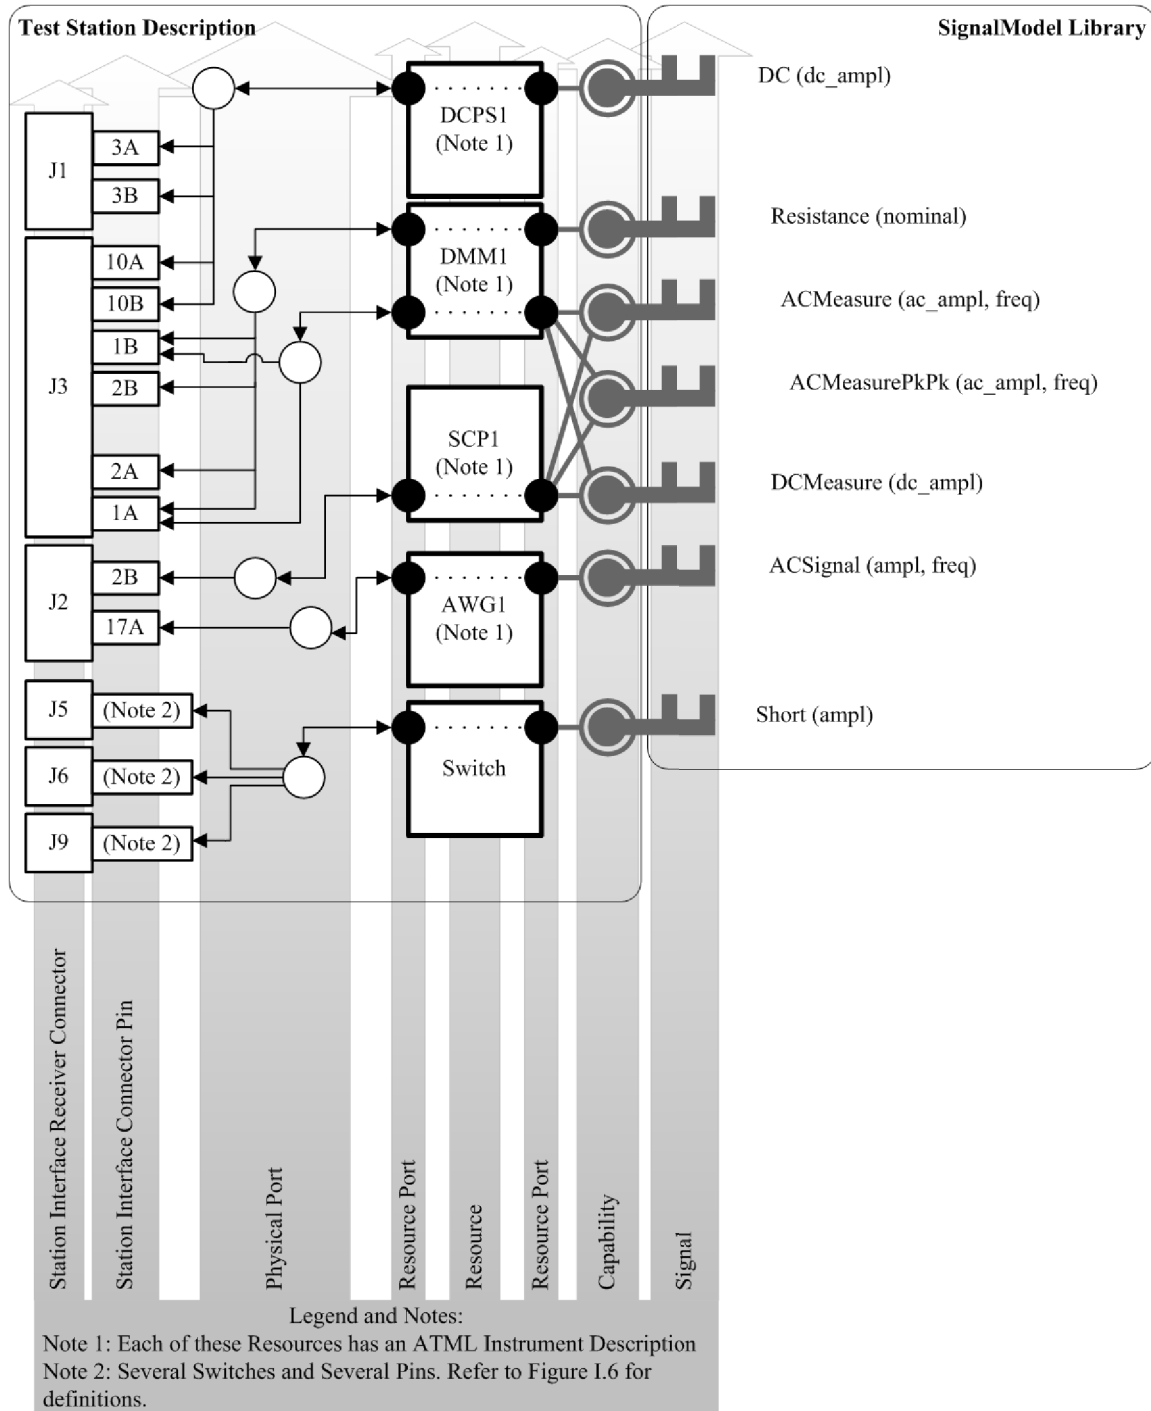 Test Station Description
SignalModel Library
DC (dc_ampl)
DCPS1
(Note 1)
J1
3A
3B
Resistance (nominal)
J3
10A
10B
1B
2B
2A
1A
DMM1
(Note 1)
ACMeasure (ac_ampl, freq)
ACMeasurePkPk (ac_ampl, freq)
SCP1
(Note 1)
DCMeasure (dc_ampl)
J2
2B
17A
AWG1
(Note 1)
ACSignal (ampl, freq)
J5
(Note 2)
J6
(Note 2)
J9
(Note 2)
Switch
Short (ampl)
Station Interface Receiver Connector
Station Interface Connector Pin
Physical Port
Resource Port
Resource
Resource Port
Capability
Signal
Legend and Notes:
Note 1: Each of these Resources has an ATML Instrument Description
Note 2: Several Switches and Several Pins. Refer to Figure I.6 for
definitions.